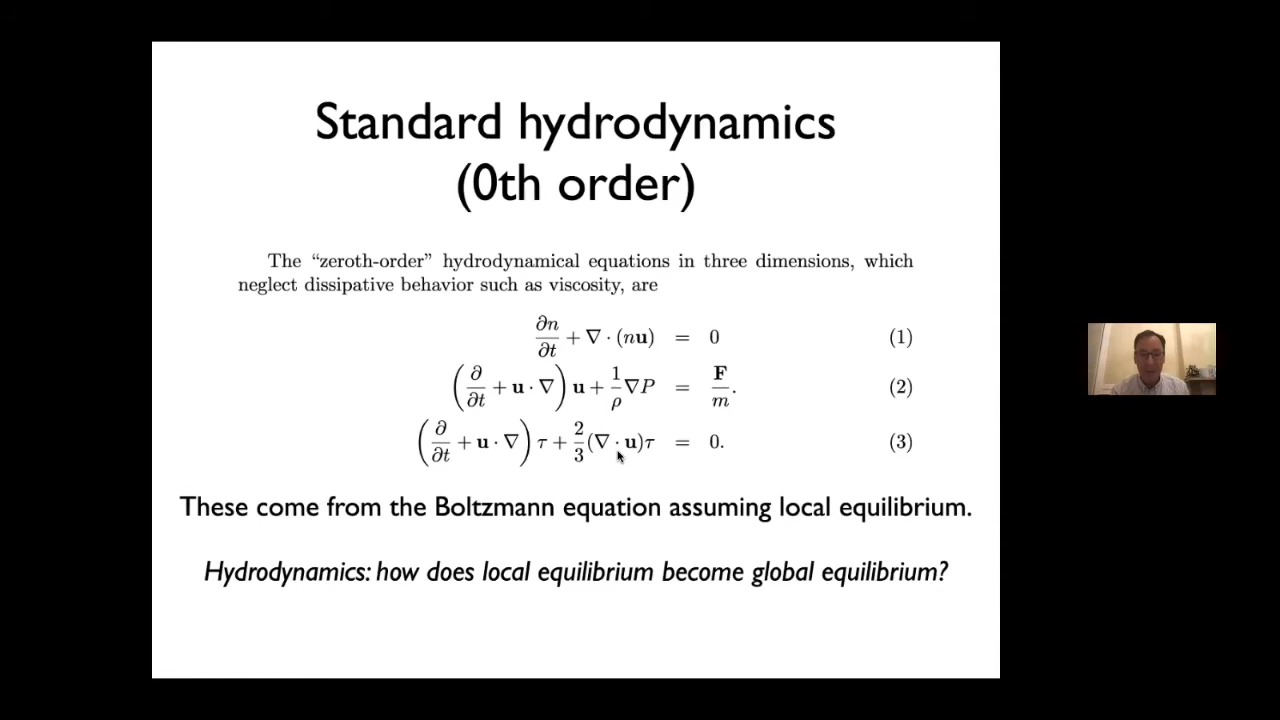 Standard hydrodynamics
(0th order)
The “zeroth-order” hydrodynamical equations in three dimensions, which
neglect dissipative behavior such as viscosity, are
∂n/∂t + ∇ · (n𝐮) = 0 (1)
(∂/∂t + 𝐮 · ∇) 𝐮 + 1/ρ ∇P = 𝐅/m. (2)
(∂/∂t + 𝐮 · ∇) τ + 2/3 (∇ · 𝐮)τ = 0. (3)
These come from the Boltzmann equation assuming local equilibrium.
Hydrodynamics: how does local equilibrium become global equilibrium?